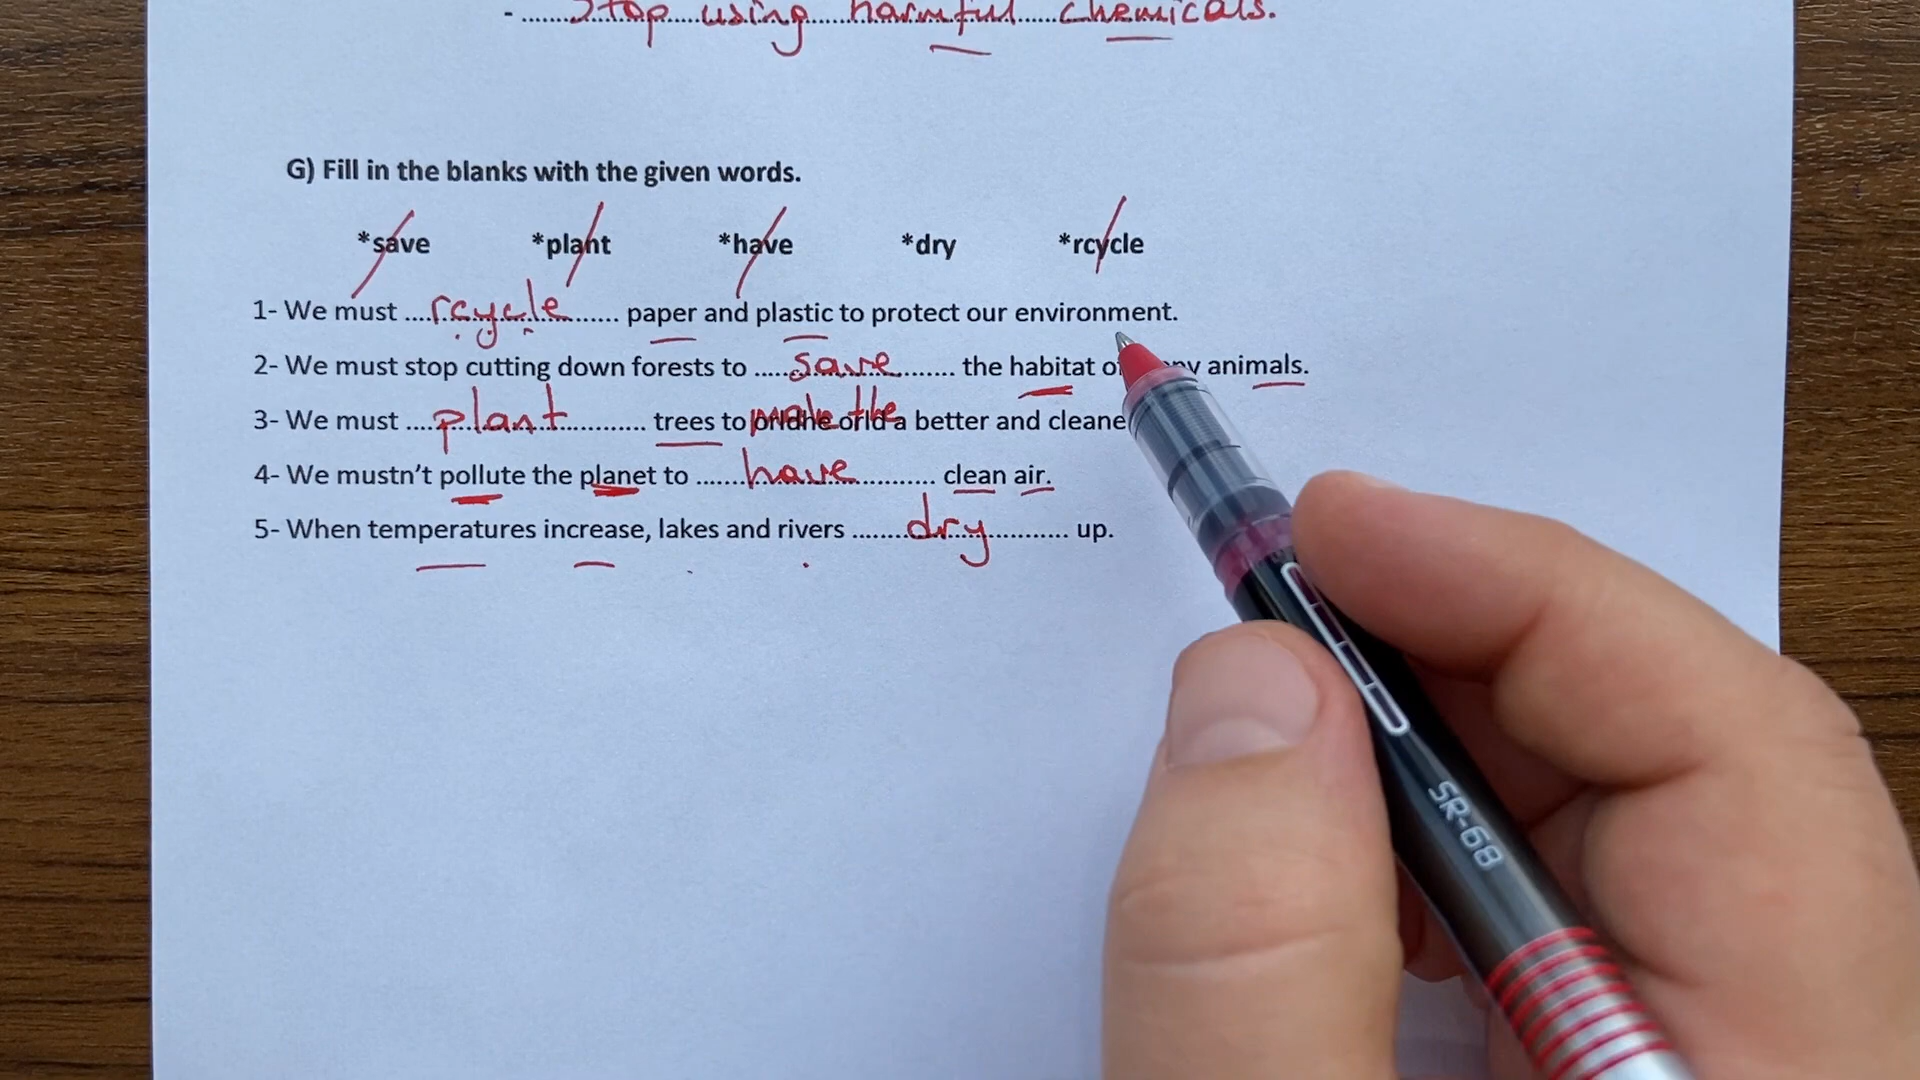 - Stop using harmful chemicals.
G) Fill in the blanks with the given words.
*save *plant *have *dry *rcycle
1- We must ....rcycle....... paper and plastic to protect our environment.
2- We must stop cutting down forests to .....save....... the habitat animals.
3- We must ....plant........... trees to make the a better and
4- We mustn't pollute the planet to ......have........... clean air.
5- When temperatures increase, lakes and rivers .......dry........... up.
SR-68